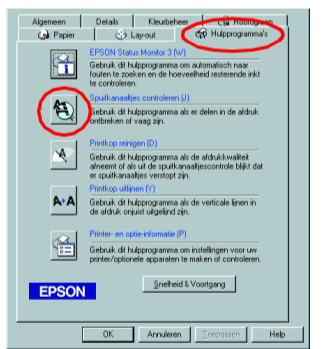 Algemeen Details Kleurbeheer
Papier Lay-out Hulpprogramma's
EPSON Status Monitor 3 (W)
Gebruik dit hulpprogramma om automatisch naar
fouten te zoeken en de hoeveelheid resterende inkt
te controleren.
Spuitkanaaltjes controleren (J)
Gebruik dit hulpprogramma als er delen in de afdruk
ontbreken of vaag zijn.
Printkop reinigen (D)
Gebruik dit hulpprogramma als de afdrukkwaliteit
afneemt of als uit de spuitkanaaltjescontrole blijkt dat
er spuitkanaaltjes verstopt zijn.
Printkop uitlijnen (Y)
Gebruik dit hulpprogramma als de verticale lijnen in
de afdruk onjuist uitgelijnd zijn.
Printer- en optie-informatie (P)
Gebruik dit hulpprogramma om instellingen voor uw
printer/optionele apparaten te maken of controleren.
EPSON
Snelheid & Voortgang
OK Annuleren Toepassen Help